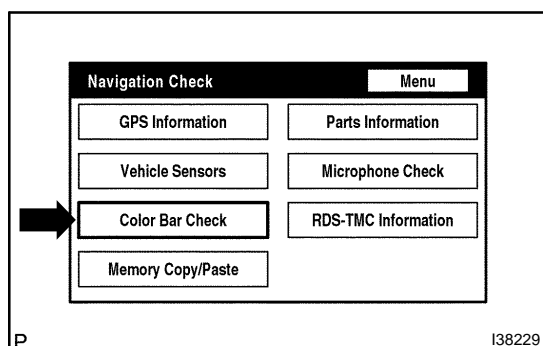 Navigation Check Menu
GPS Information Parts Information
Vehicle Sensors Microphone Check
Color Bar Check RDS-TMC Information
Memory Copy/Paste
P I38229